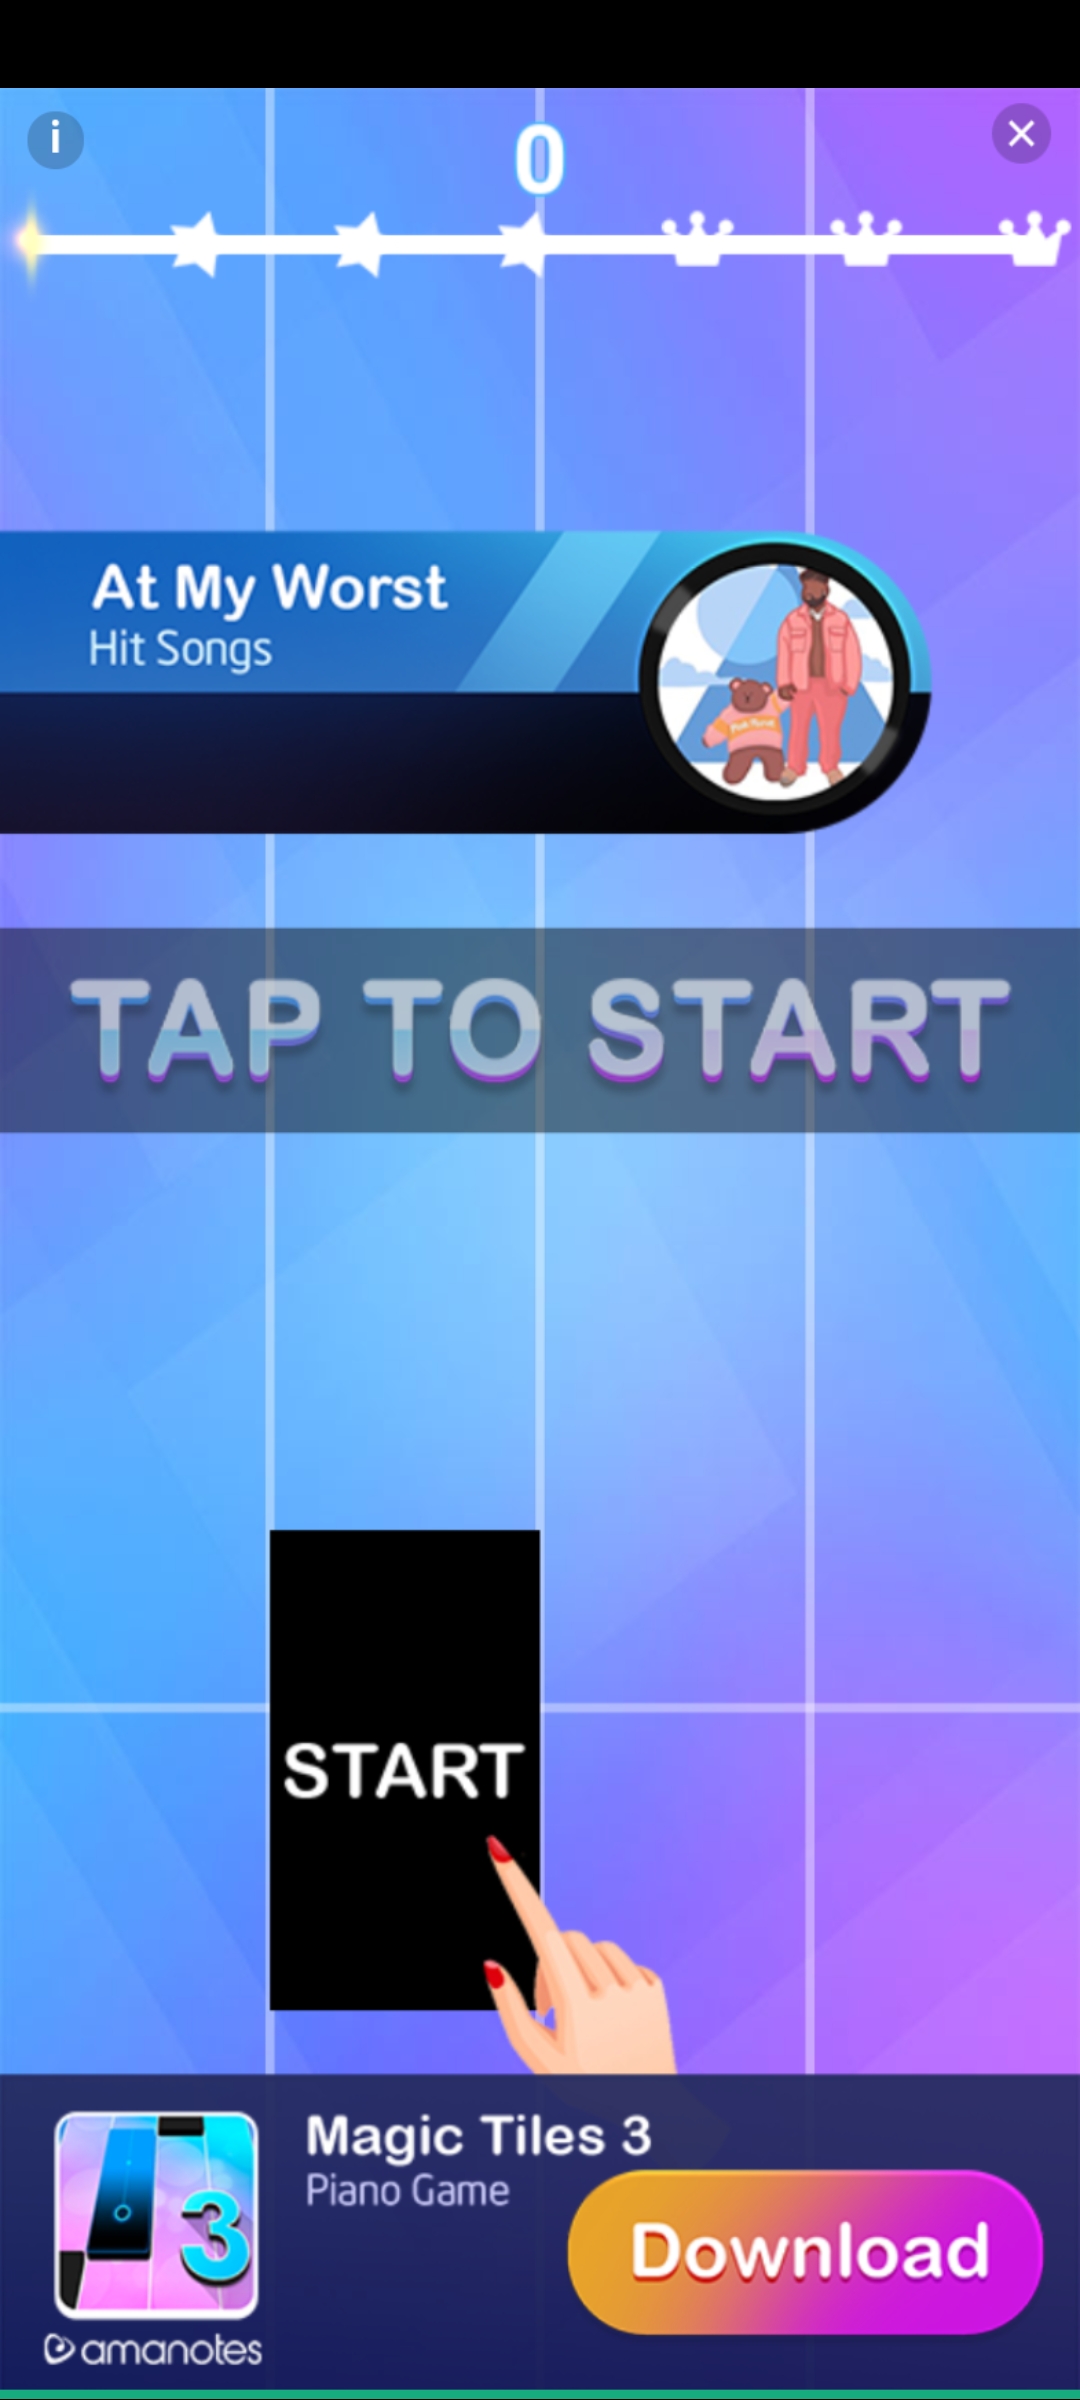 i
0
At My Worst
Hit Songs
TAP TO START
START
Magic Tiles 3
Piano Game
3
Download
amanotes